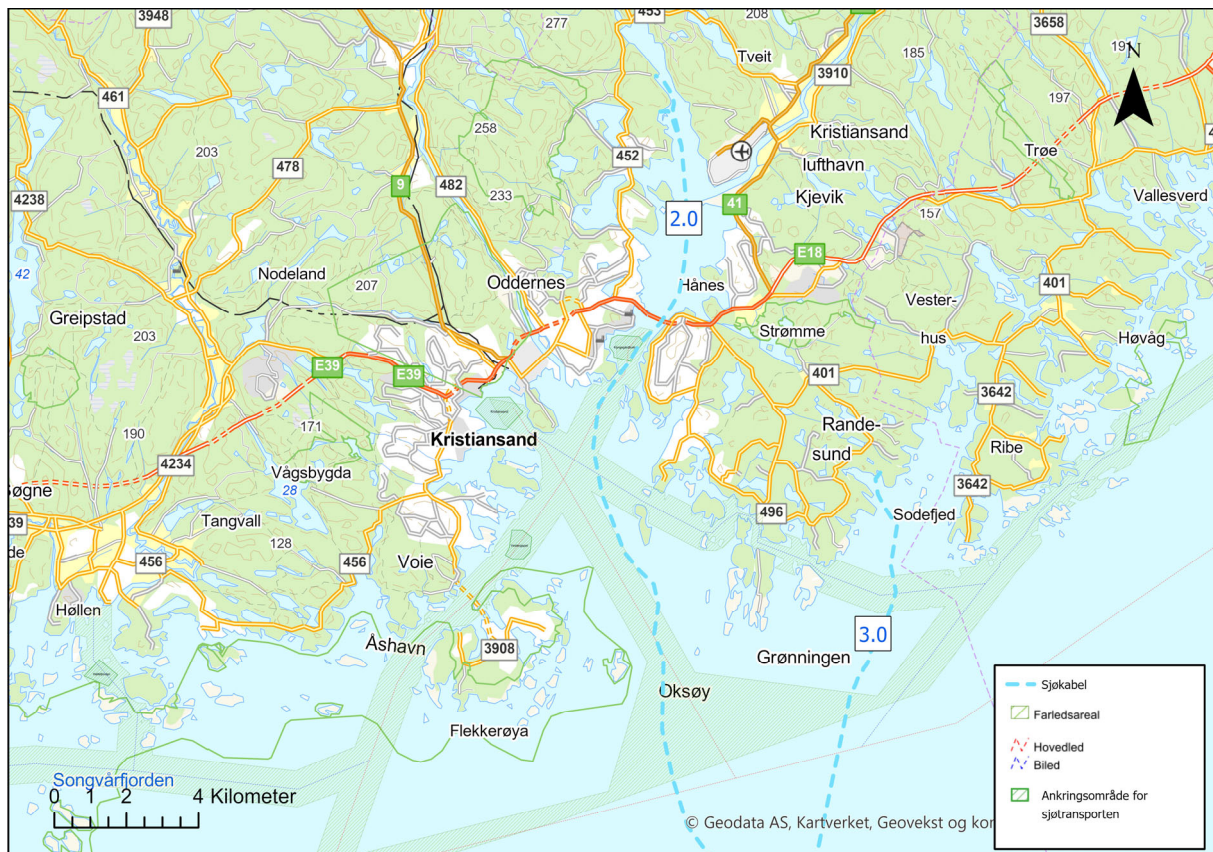 3948
277
453
208
3658
191
Tveit
185
3910
N
461
197
258
Kristiansand
203
lufthavn
478
452
Trøe
4238
9
482
233
Kjevik
Vallesverd
2.0
41
157
E18
42
Nodeland
207
Oddernes
Hånes
401
Greipstad
203
Vester-
Strømme
hus
Høvåg
E39
E39
401
3642
171
190
Kristiansand
Rande-
sund
Ribe
4234
Vågsbygda
28
3642
øgne
39
Tangvall
496
Sodefjed
de
128
456
456
Voie
Høllen
3.0
Åshavn
3908
Grønningen
Oksøy
Flekkerøya
Sjøkabel
Farledsareal
Hovedled
Biled
Songvårfjorden
0 1 2 4 Kilometer
Ankringsområde for
sjøtransporten
© Geodata AS, Kartverket, Geovekst og kor